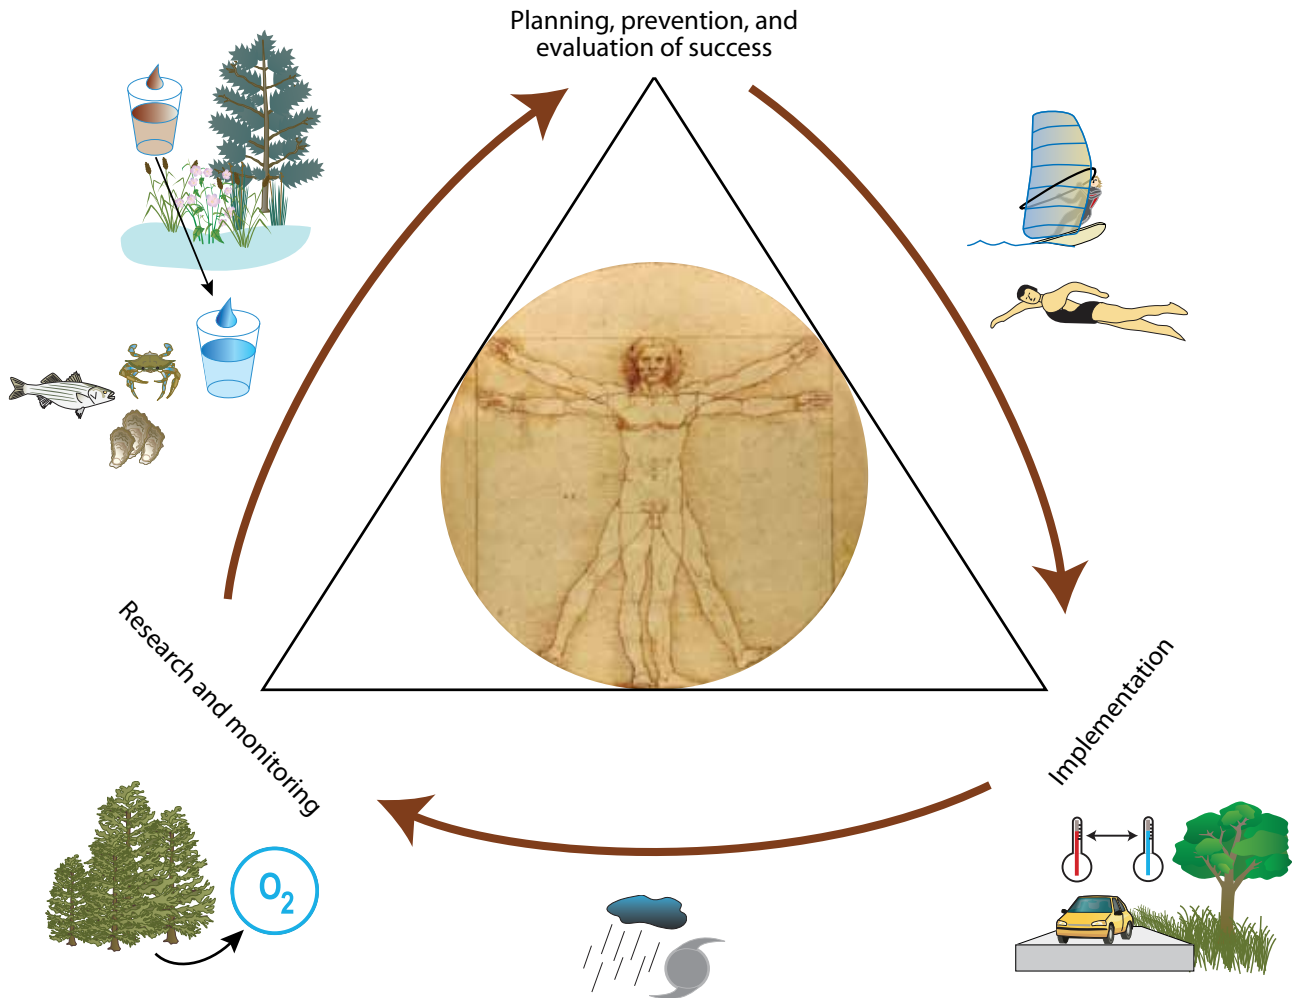 Planning, prevention, and
evaluation of success
Research and monitoring
Implementation
O2